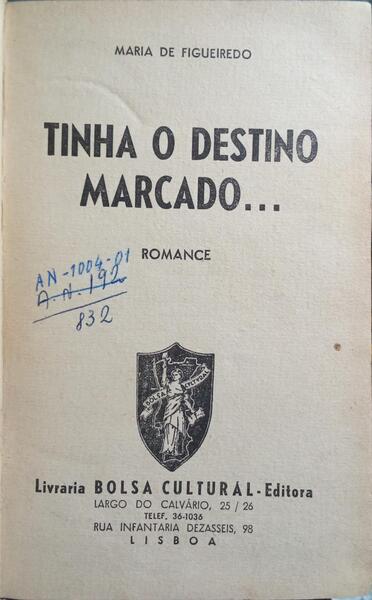 MARIA DE FIGUEIREDO
TINHA O DESTINO
MARCADO...
ROMANCE
AN-1004-01
A.N. 192
832
BOLSA CULTURAL
Livraria BOLSA CULTURAL-Editora
LARGO DO CALVÁRIO, 25/26
TELEF. 36-1036
RUA INFANTARIA DEZASSEIS, 98
LISBOA